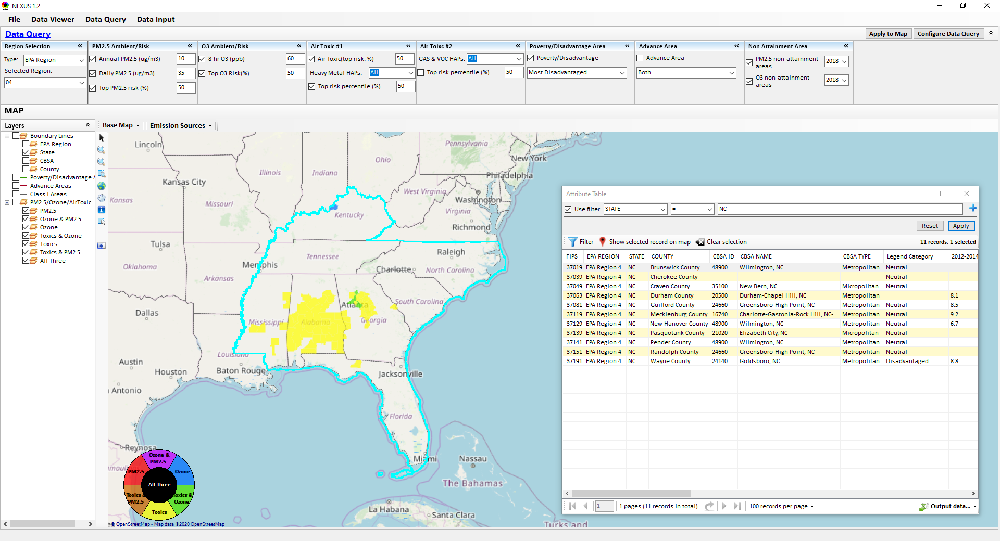 NEXUS 1.2
File Data Viewer Data Query Data Input
Data Query
Apply to Map Configure Data Query
Region Selection
Type: EPA Region
Selected Region:
04
PM2.5 Ambient/Risk
Annual PM2.5 (ug/m3) 10
Daily PM2.5 (ug/m3) 35
Top PM2.5 risk (%) 50
O3 Ambient/Risk
8-hr O3 (ppb) 60
Top O3 Risk(%) 50
Air Toxic #1
Air Toxic(top risk: %) 50
Heavy Metal HAPs: All
Top risk percentile (%) 50
Air Toixc #2
GAS & VOC HAPs: All
Top risk percentile (%) 50
Poverty/Disadvantage Area
Poverty/Disadvantage
Most Disadvantaged
Advance Area
Advance Area
Both
Non Attainment Area
PM2.5 non-attainment areas 2018
O3 non-attainment areas 2018
MAP
Layers
Boundary Lines
EPA Region
State
CBSA
County
Poverty/Disadvantage
Advance Areas
Class I Areas
PM2.5/Ozone/AirToxic
PM2.5
Ozone & PM2.5
Ozone
Toxics & Ozone
Toxics
Toxics & PM2.5
All Three
Base Map Emission Sources
Lincoln
Pennsylvania
New York
Ohio
Illinois
Indiana
Philadelphia
Kansas City
West Virginia
Washington
Kansas
Missouri
Virginia
Kentucky
Richmond
Tulsa
Tennessee
Raleigh
Memphis
Charlotte
North Carolina
Oklahoma
Arkansas
South Carolina
Atlanta
Dallas
Mississippi
Alabama
Georgia
Louisiana
Austin
Baton Rouge
Houston
Jacksonville
Antonio
Florida
Reynosa
Miami
Nassau
The Bahamas
La Habana
Santa Clara
Turks and
Ozone & PM2.5
PM2.5
Ozone
All Three
Toxics & PM2.5
Toxics & Ozone
Toxics
© OpenStreetMap - Map data ©2020 OpenStreetMap
Attribute Table
Use filter STATE = NC
Reset Apply
Filter Show selected record on map Clear selection 11 records, 1 selected
FIPS EPA REGION STATE COUNTY CBSA ID CBSA NAME CBSA TYPE Legend Category 2012-2014
37019 EPA Region 4 NC Brunswick County 48900 Wilmington, NC Metropolitan Neutral
37039 EPA Region 4 NC Cherokee County Neutral
37049 EPA Region 4 NC Craven County 35100 New Bern, NC Micropolitan Neutral
37063 EPA Region 4 NC Durham County 20500 Durham-Chapel Hill, NC Metropolitan 8.1
37081 EPA Region 4 NC Guilford County 24660 Greensboro-High Point, NC Metropolitan Neutral 8.5
37119 EPA Region 4 NC Mecklenburg County 16740 Charlotte-Gastonia-Rock Hill, NC-... Metropolitan Neutral 9.2
37129 EPA Region 4 NC New Hanover County 48900 Wilmington, NC Metropolitan Neutral 6.7
37139 EPA Region 4 NC Pasquotank County 21020 Elizabeth City, NC Micropolitan Neutral
37141 EPA Region 4 NC Pender County 48900 Wilmington, NC Metropolitan Neutral
37151 EPA Region 4 NC Randolph County 24660 Greensboro-High Point, NC Metropolitan Neutral
37191 EPA Region 4 NC Wayne County 24140 Goldsboro, NC Metropolitan Disadvantaged 8.8
1 1 pages (11 records in total) 100 records per page Output data...